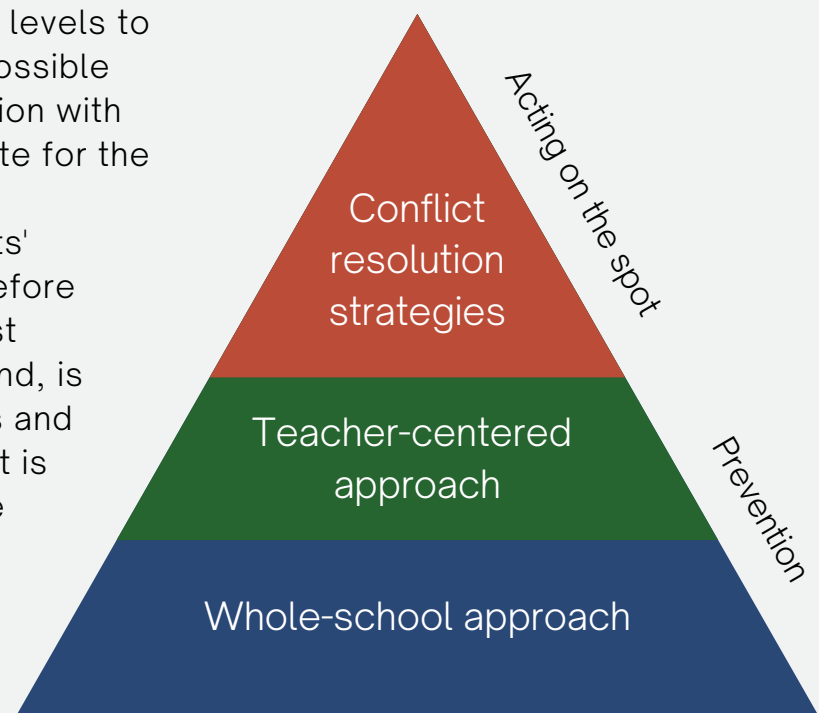 levels to
ossible
ion with
te for the
ts'
efore
st
nd, is
s and
t is
e
Conflict
resolution
strategies
Teacher-centered
approach
Whole-school approach
Acting on the spot
Prevention